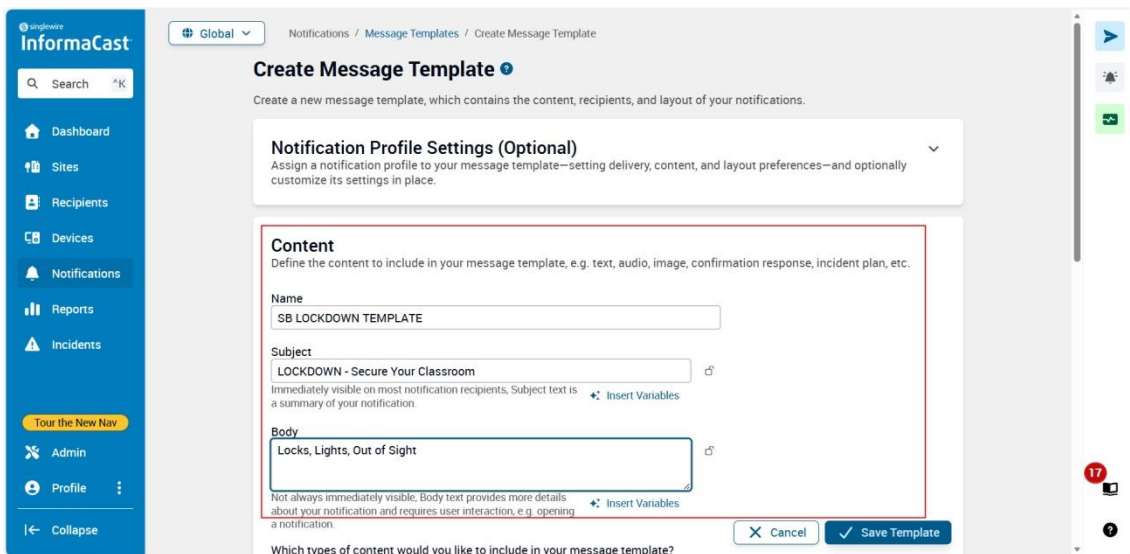 singlewire
InformaCast
Search ^K
Dashboard
Sites
Recipients
Devices
Notifications
Reports
Incidents
Tour the New Nav
Admin
Profile
Collapse
Global
Notifications / Message Templates / Create Message Template
Create Message Template ?
Create a new message template, which contains the content, recipients, and layout of your notifications.
Notification Profile Settings (Optional)
Assign a notification profile to your message template—setting delivery, content, and layout preferences—and optionally
customize its settings in place.
Content
Define the content to include in your message template, e.g. text, audio, image, confirmation response, incident plan, etc.
Name
SB LOCKDOWN TEMPLATE
Subject
LOCKDOWN - Secure Your Classroom
Immediately visible on most notification recipients, Subject text is
a summary of your notification.
Insert Variables
Body
Locks, Lights, Out of Sight
Not always immediately visible, Body text provides more details
about your notification and requires user interaction, e.g. opening
a notification.
Insert Variables
Cancel
Save Template
Which types of content would you like to include in your message template?
17
?